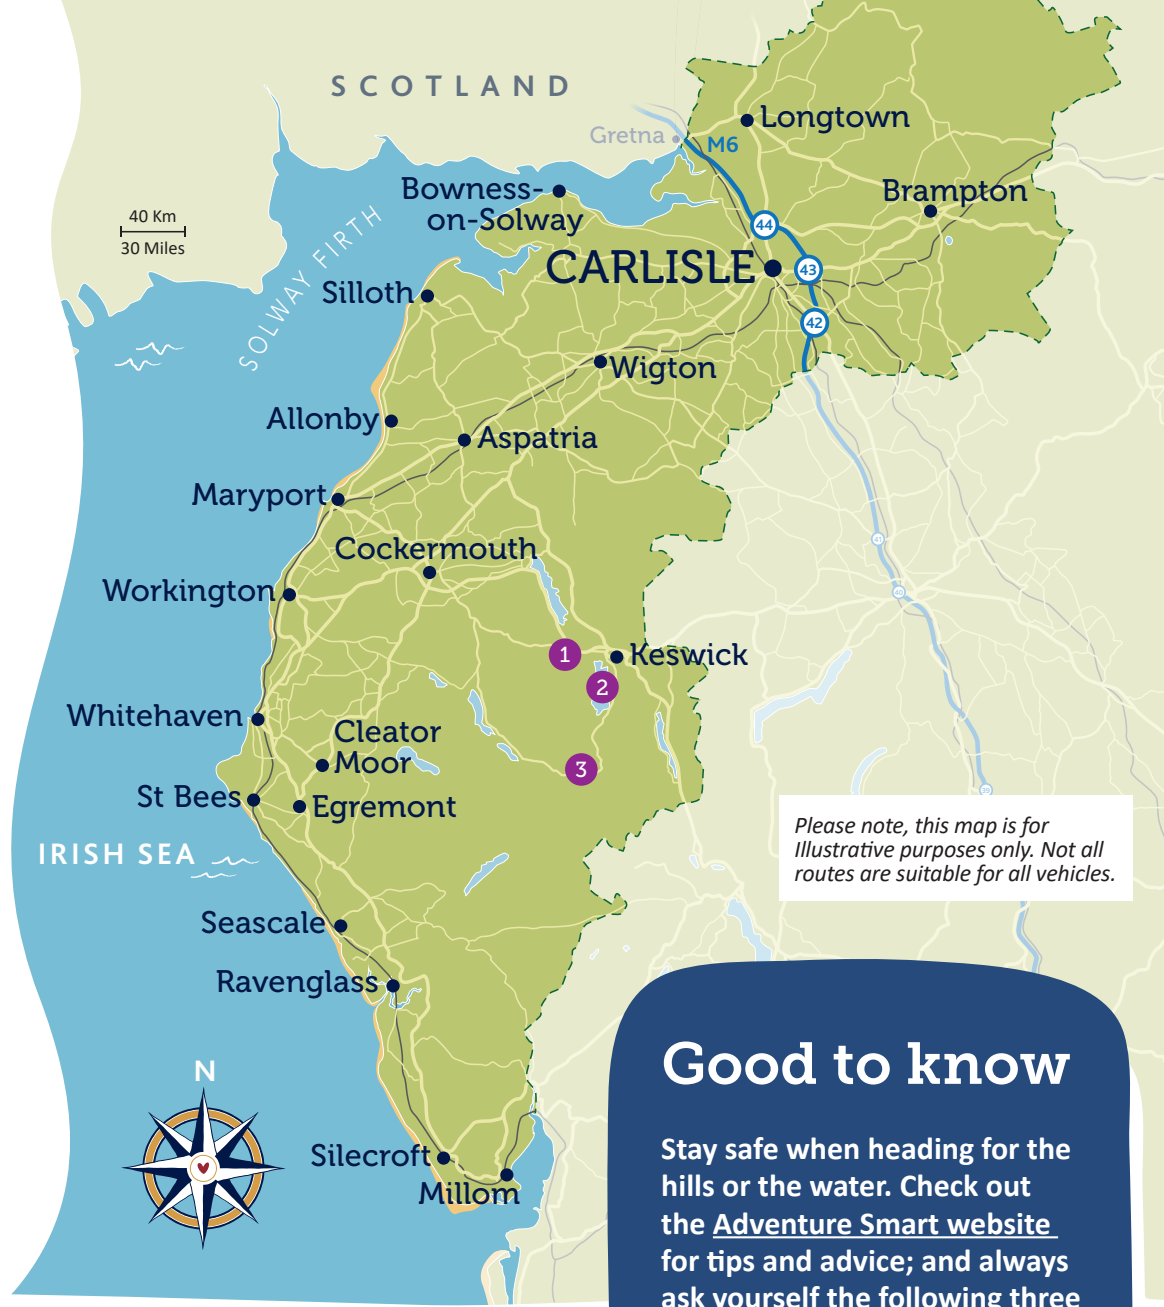 SCOTLAND
Longtown
Gretna
M6
Bowness-
on-Solway
Brampton
40 Km
30 Miles
SOLWAY FIRTH
44
CARLISLE
43
Silloth
42
Wigton
Allonby
Aspatria
Maryport
41
Cockermouth
Workington
40
1
Keswick
2
Whitehaven
Cleator
Moor
3
St Bees
Egremont
39
Please note, this map is for
Illustrative purposes only. Not all
routes are suitable for all vehicles.
IRISH SEA
Seascale
Ravenglass
N
Silecroft
Millom
Good to know
Stay safe when heading for the
hills or the water. Check out
the Adventure Smart website
for tips and advice; and always
ask yourself the following three